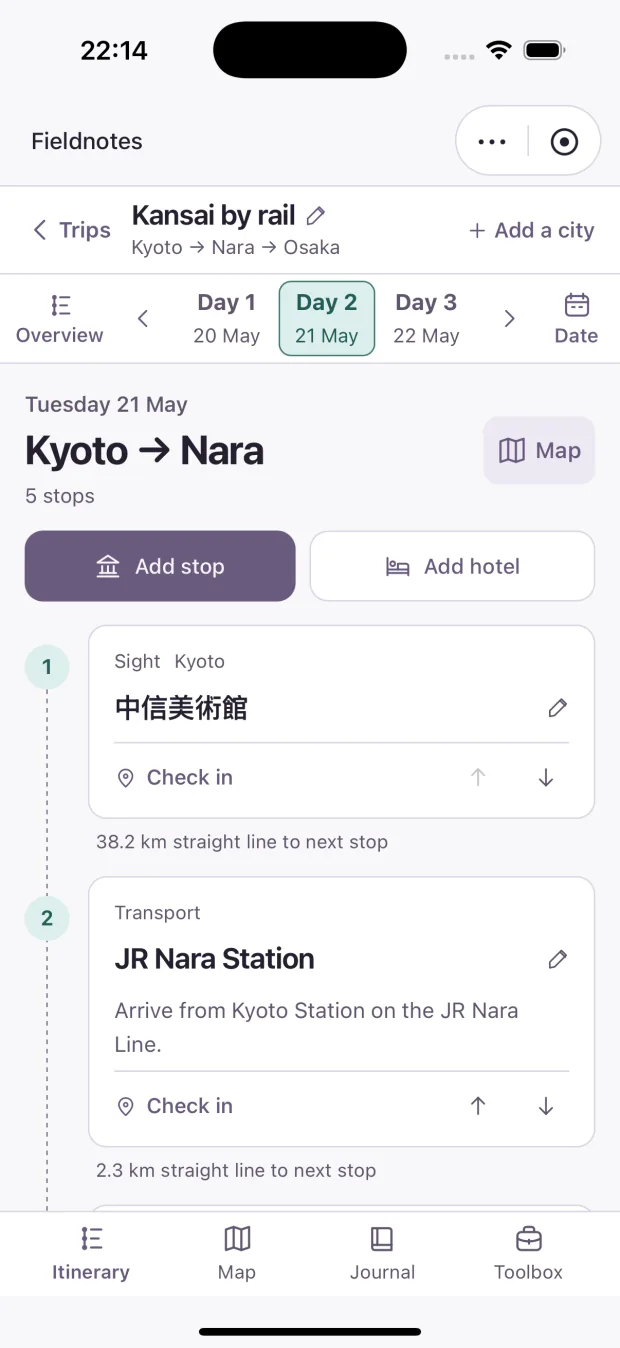 22:14
Fieldnotes
Trips
Kansai by rail
Kyoto → Nara → Osaka
+ Add a city
Overview
Day 1
20 May
Day 2
21 May
Day 3
22 May
Date
Tuesday 21 May
Kyoto → Nara
5 stops
Map
Add stop
Add hotel
1
Sight Kyoto
中信美術館
Check in
38.2 km straight line to next stop
2
Transport
JR Nara Station
Arrive from Kyoto Station on the JR Nara
Line.
Check in
2.3 km straight line to next stop
Itinerary
Map
Journal
Toolbox